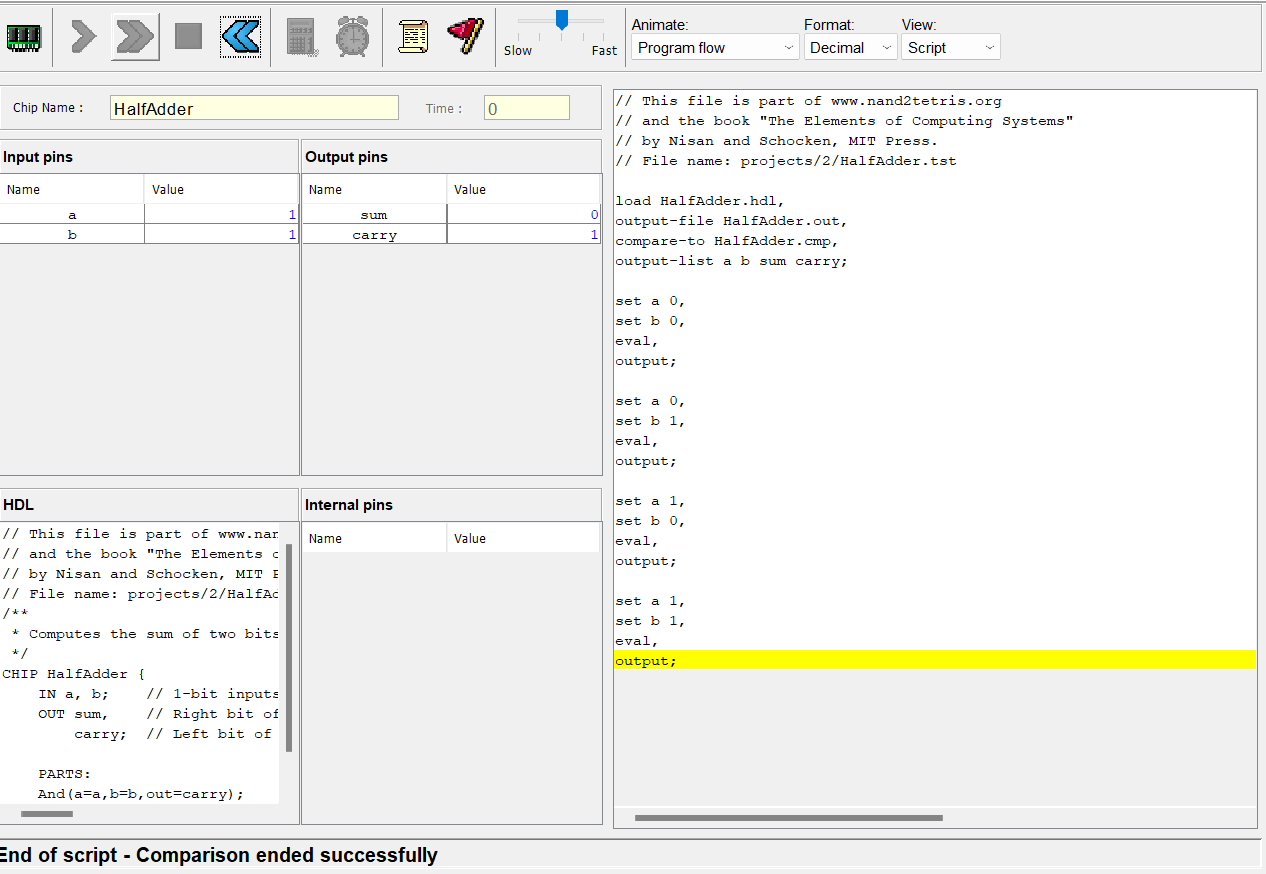 Slow
Fast
Animate:
Program flow
Format:
Decimal
View:
Script
Chip Name :
HalfAdder
Time :
0
Input pins
Name Value
a 1
b 1
Output pins
Name Value
sum 0
carry 1
HDL
// This file is part of www.nan
// and the book "The Elements
// by Nisan and Schocken, MIT
// File name: projects/2/HalfAd
/**
* Computes the sum of two bits
*/
CHIP HalfAdder {
IN a, b; // 1-bit inputs
OUT sum, // Right bit of
carry; // Left bit of
PARTS:
And(a=a,b=b,out=carry);
Internal pins
Name Value
// This file is part of www.nand2tetris.org
// and the book "The Elements of Computing Systems"
// by Nisan and Schocken, MIT Press.
// File name: projects/2/HalfAdder.tst
load HalfAdder.hdl,
output-file HalfAdder.out,
compare-to HalfAdder.cmp,
output-list a b sum carry;
set a 0,
set b 0,
eval,
output;
set a 0,
set b 1,
eval,
output;
set a 1,
set b 0,
eval,
output;
set a 1,
set b 1,
eval,
output;
End of script - Comparison ended successfully